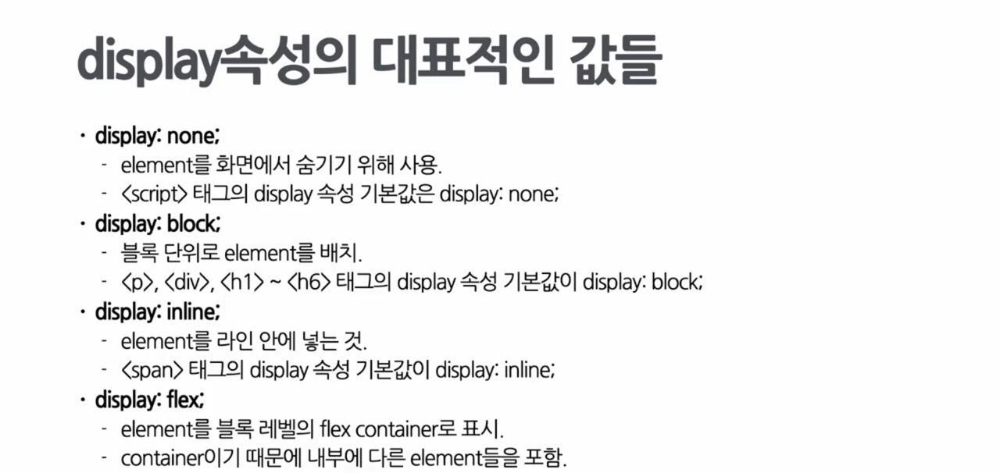 display속성의 대표적인 값들
· display: none;
- element를 화면에서 숨기기 위해 사용.
- <script> 태그의 display 속성 기본값은 display: none;
· display: block;
- 블록 단위로 element를 배치.
- <p>, <div>, <h1> ~ <h6> 태그의 display 속성 기본값이 display: block;
· display: inline;
- element를 라인 안에 넣는 것.
- <span> 태그의 display 속성 기본값이 display: inline;
· display: flex;
- element를 블록 레벨의 flex container로 표시.
- container이기 때문에 내부에 다른 element들을 포함.